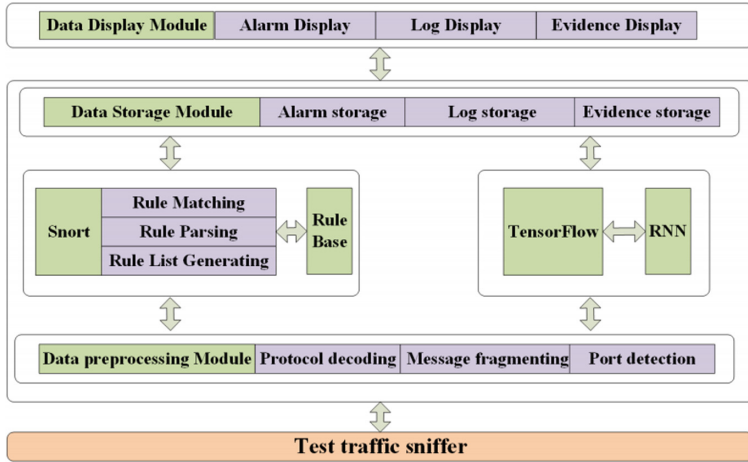 Data Display Module Alarm Display Log Display Evidence Display
Data Storage Module Alarm storage Log storage Evidence storage
Snort
Rule Matching
Rule Parsing
Rule List Generating
Rule
Base
TensorFlow
RNN
Data preprocessing Module Protocol decoding Message fragmenting Port detection
Test traffic sniffer